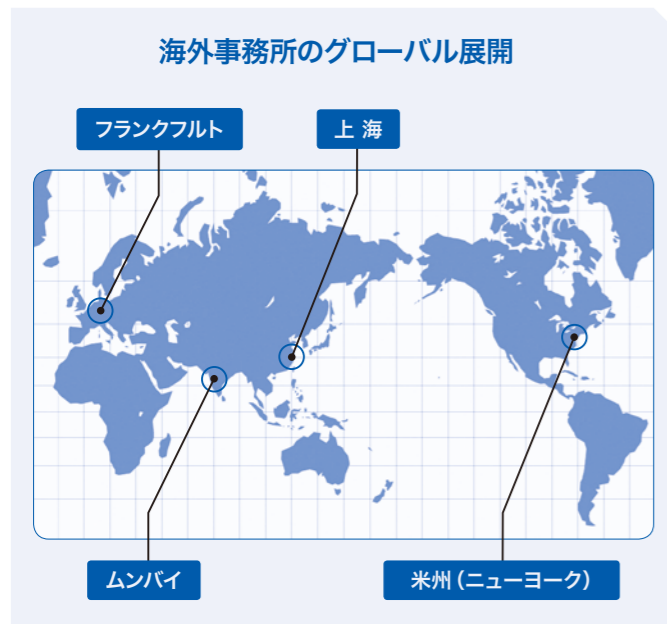 海外事務所のグローバル展開
フランクフルト
上 海
ムンバイ
米州（ニューヨーク）